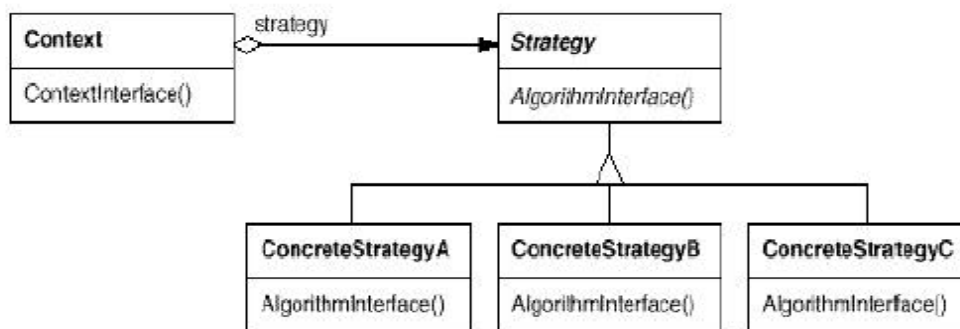 strategy
Context
Strategy
ContextInterface()
AlgorithmInterface()
ConcreteStrategyA
ConcreteStrategyB
ConcreteStrategyC
AlgorithmInterface()
AlgorithmInterface()
AlgorithmInterface()